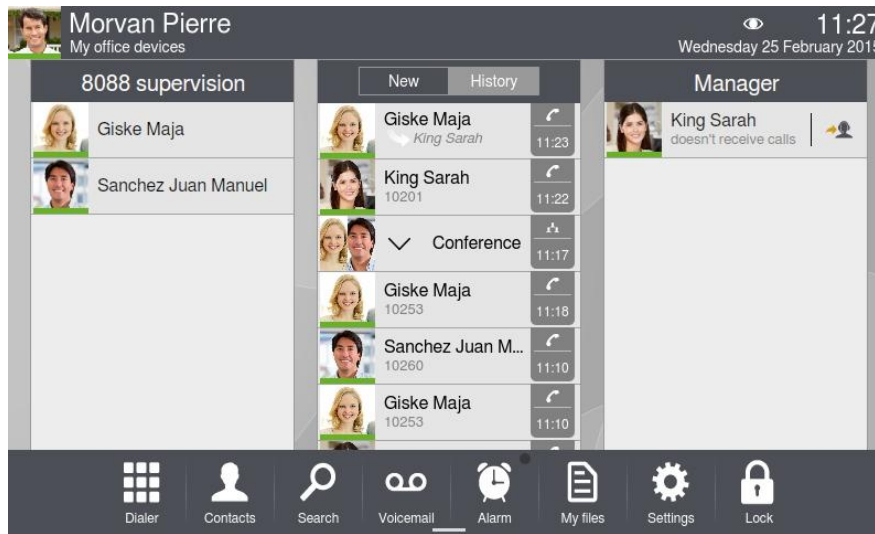 Morvan Pierre
My office devices
11:27
Wednesday 25 February 2015
8088 supervision
Giske Maja
Sanchez Juan Manuel
New
History
Giske Maja
King Sarah
11:23
King Sarah
10201
11:22
Conference
11:17
Giske Maja
10253
11:18
Sanchez Juan M...
10260
11:10
Giske Maja
10253
11:10
Manager
King Sarah
doesn't receive calls
Dialer
Contacts
Search
Voicemail
Alarm
My files
Settings
Lock